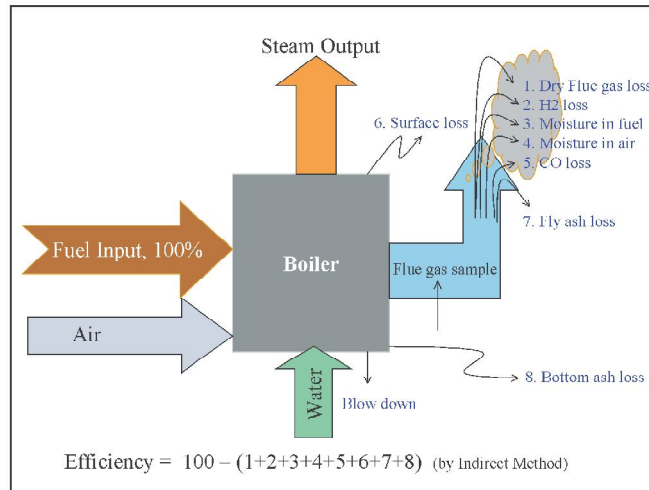 Steam Output
1. Dry Flue gas loss
2. H2 loss
3. Moisture in fuel
4. Moisture in air
5. CO loss
6. Surface loss
7. Fly ash loss
Fuel Input, 100%
Boiler
Flue gas sample
Air
Water
Blow down
8. Bottom ash loss
Efficiency = 100 – (1+2+3+4+5+6+7+8) (by Indirect Method)